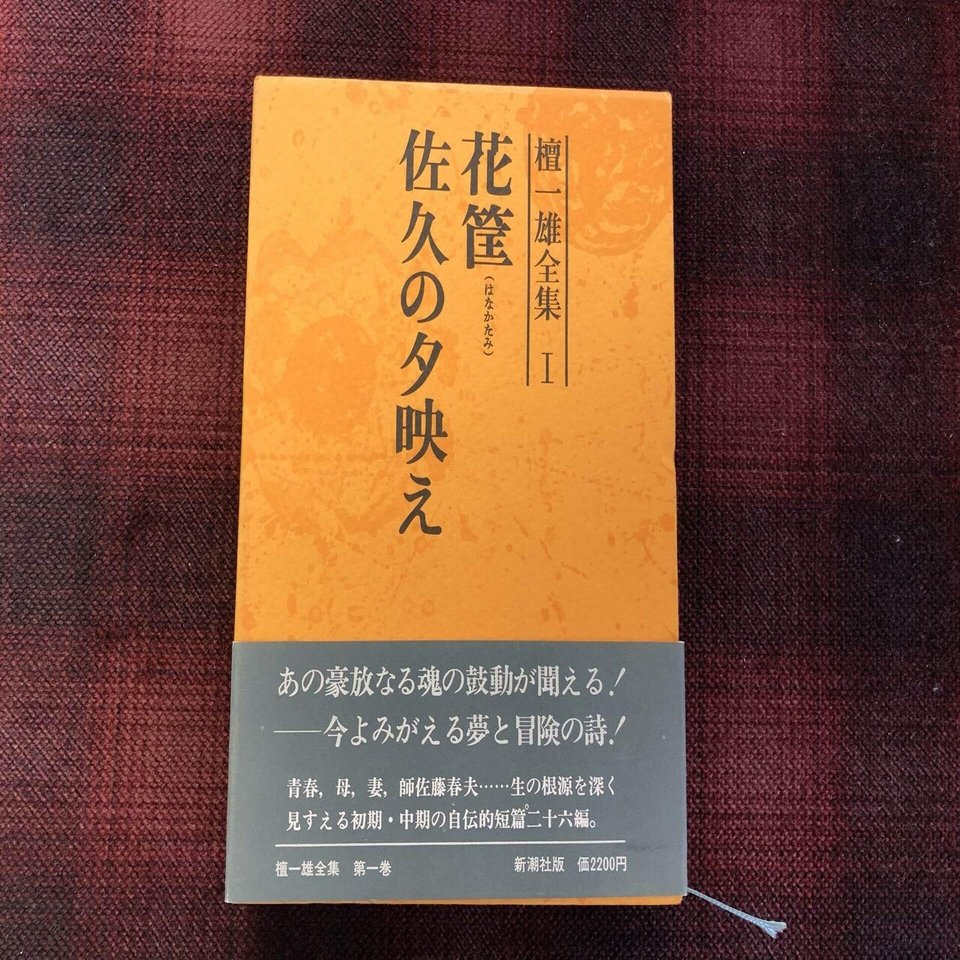 檀一雄全集 I
花筐
(はなかたみ)
佐久の夕映え
あの豪放なる魂の鼓動が聞える!
──今よみがえる夢と冒険の詩!
青春,母,妻,師佐藤春夫……生の根源を深く
見すえる初期・中期の自伝的短篇二十六編。
檀一雄全集 第一巻
新潮社版 価2200円